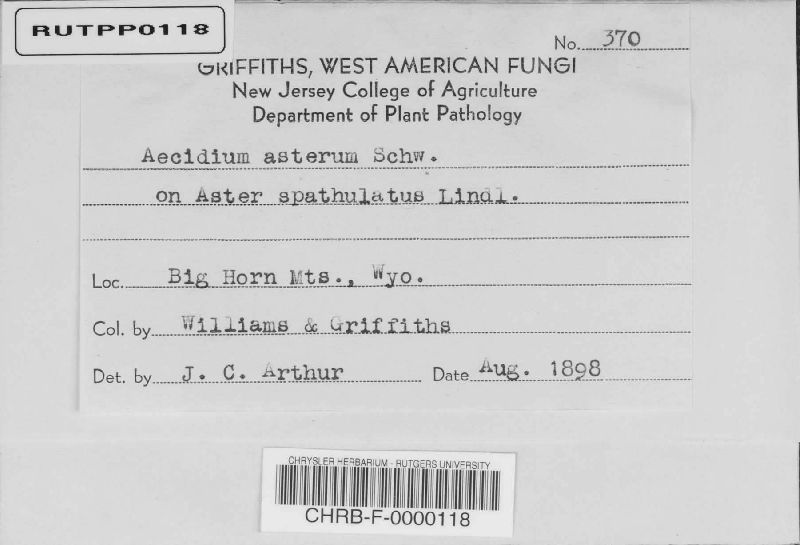 RUTPP0118
No. 370
GRIFFITHS, WEST AMERICAN FUNGI
New Jersey College of Agriculture
Department of Plant Pathology
Aecidium asterum Schw.
on Aster spathulatus Lindl.
Loc. Big Horn Mts., Wyo.
Col. by Williams & Griffiths
Det. by J. C. Arthur Date Aug. 1898
CHRYSLER HERBARIUM - RUTGERS UNIVERSITY
CHRB-F-0000118